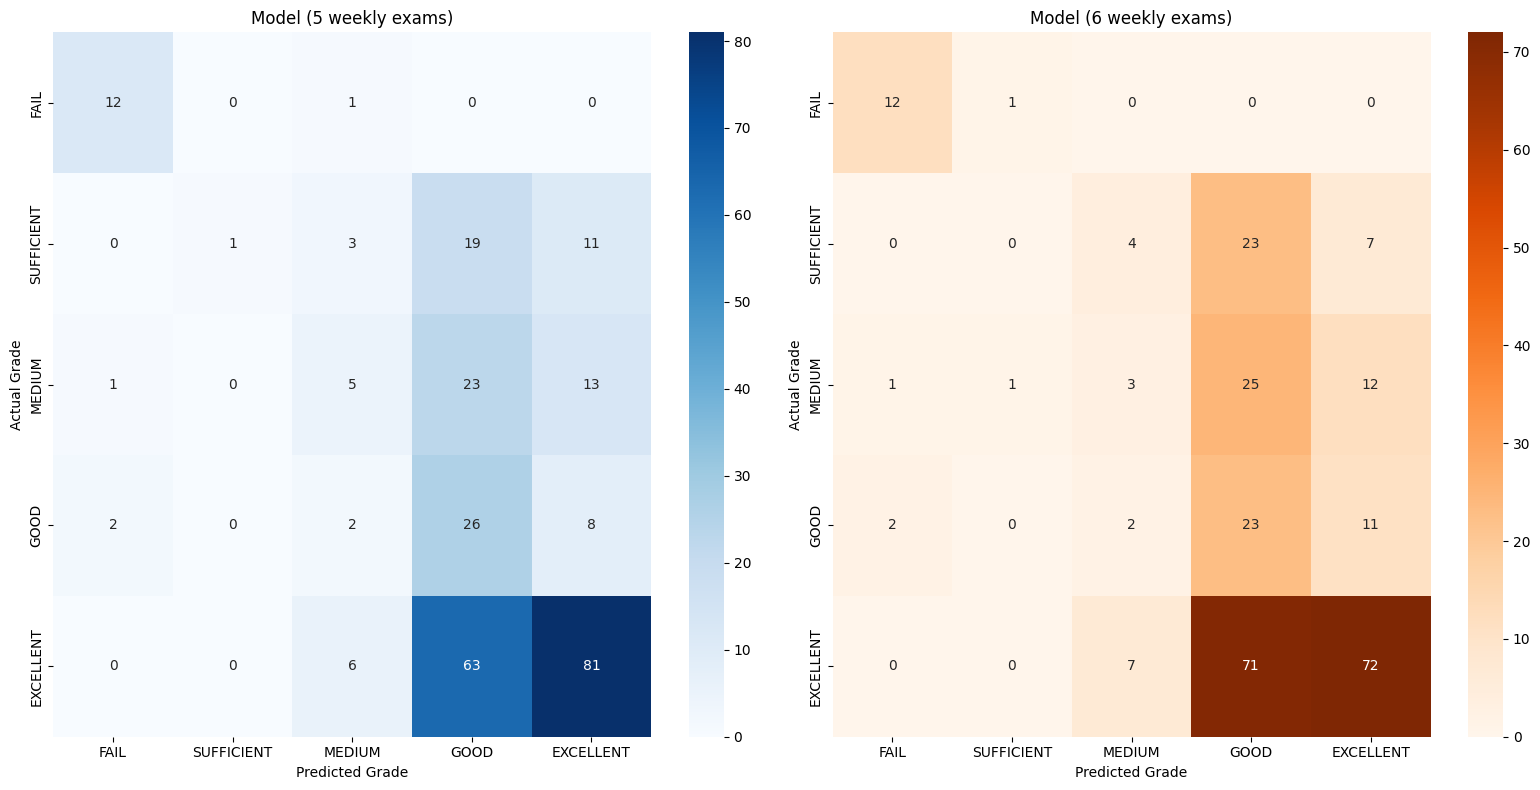 Model (5 weekly exams)
Actual Grade
FAIL
SUFFICIENT
MEDIUM
GOOD
EXCELLENT
12 0 1 0 0
0 1 3 19 11
1 0 5 23 13
2 0 2 26 8
0 0 6 63 81
FAIL SUFFICIENT MEDIUM GOOD EXCELLENT
Predicted Grade
80
70
60
50
40
30
20
10
0
Model (6 weekly exams)
Actual Grade
FAIL
SUFFICIENT
MEDIUM
GOOD
EXCELLENT
12 1 0 0 0
0 0 4 23 7
1 1 3 25 12
2 0 2 23 11
0 0 7 71 72
FAIL SUFFICIENT MEDIUM GOOD EXCELLENT
Predicted Grade
70
60
50
40
30
20
10
0